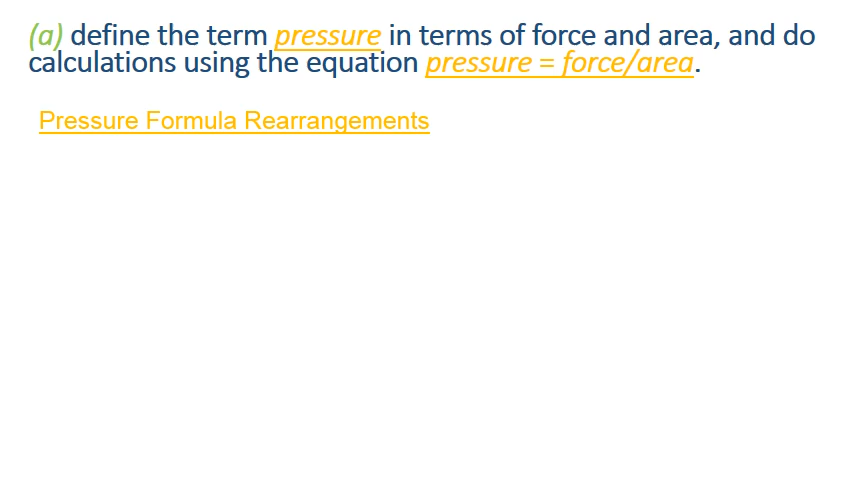 (a) define the term pressure in terms of force and area, and do
calculations using the equation pressure = force/area.
Pressure Formula Rearrangements